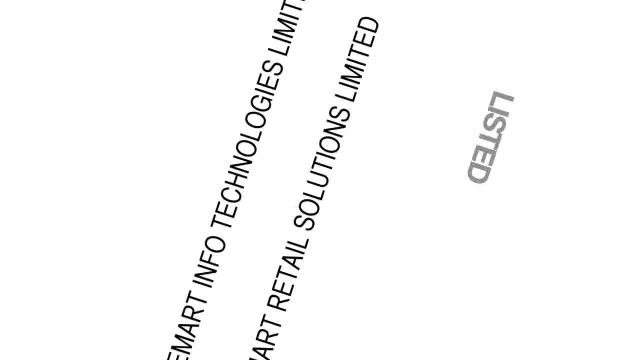 EMART INFO TECHNOLOGIES LIMIT
MART RETAIL SOLUTIONS LIMITED
LISTED